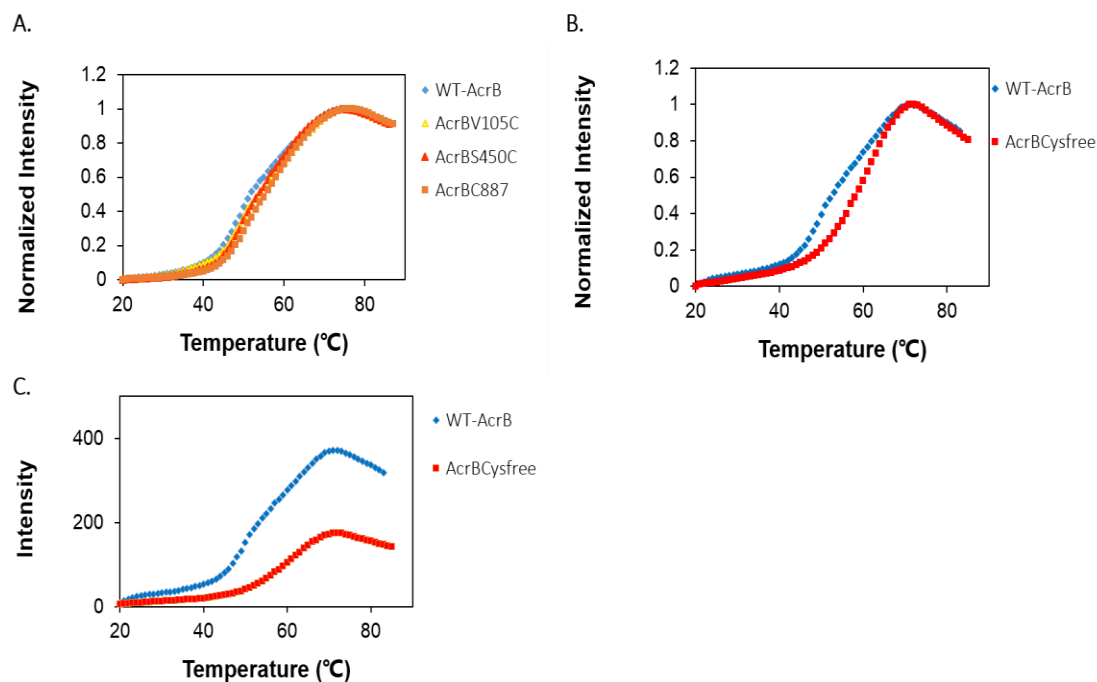 A.
Normalized Intensity
1.2
1
0.8
0.6
0.4
0.2
0
20 40 60 80
Temperature (℃)
WT-AcrB
AcrBV105C
AcrBS450C
AcrBC887
B.
Normalized Intensity
1.2
1
0.8
0.6
0.4
0.2
0
20 40 60 80
Temperature (℃)
WT-AcrB
AcrBCysfree
C.
Intensity
400
200
0
20 40 60 80
Temperature (℃)
WT-AcrB
AcrBCysfree